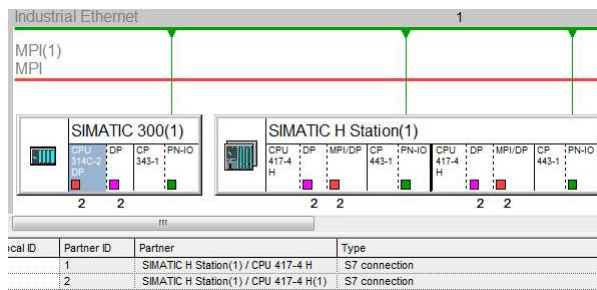 Industrial Ethernet 1
MPI(1)
MPI
SIMATIC 300(1)
CPU 314C-2 DP
DP
CP 343-1
PN-IO
2 2
SIMATIC H Station(1)
CPU 417-4 H
DP
MPI/DP
CP 443-1
PN-IO
CPU 417-4 H
DP
MPI/DP
CP 443-1
PN-IO
2 2 2 2
ocal ID Partner ID Partner Type
1 SIMATIC H Station(1) / CPU 417-4 H S7 connection
2 SIMATIC H Station(1) / CPU 417-4 H(1) S7 connection